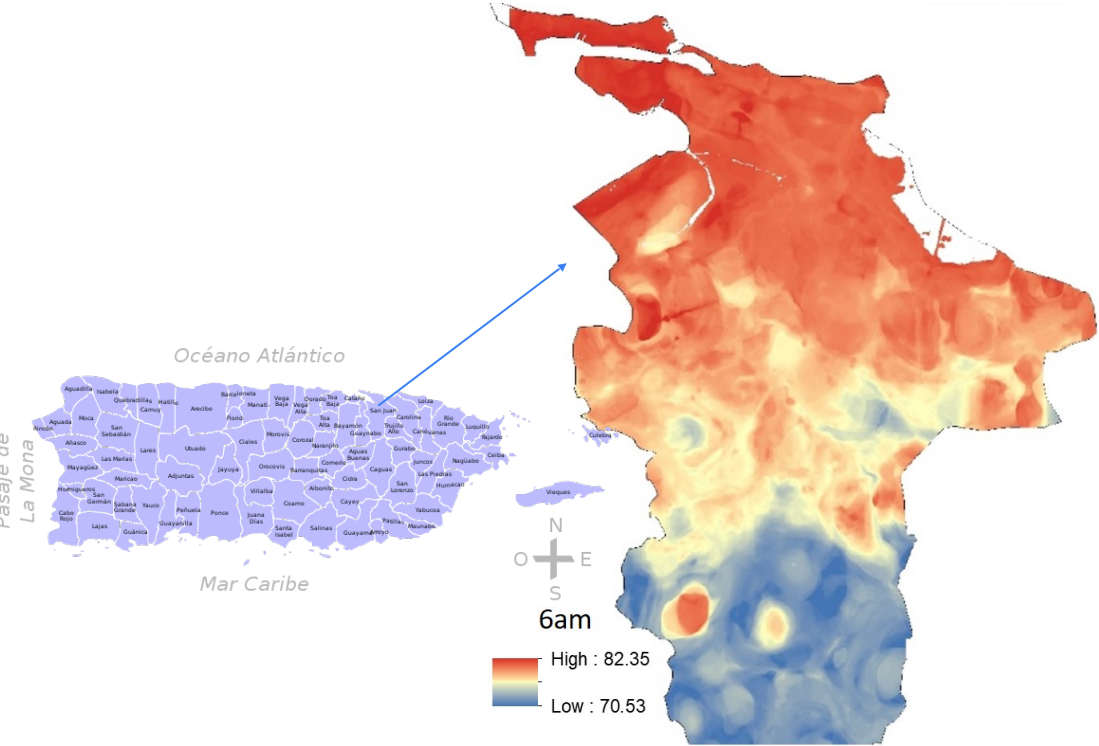 Océano Atlántico
Pasaje de
La Mona
Aguadilla
Isabela
Quebradillas
Camuy
Hatillo
Arecibo
Barceloneta
Manatí
Vega
Baja
Vega
Alta
Dorado
Toa
Baja
Cataño
San Juan
Carolina
Loíza
Río
Grande
Luquillo
Fajardo
Ceiba
Culebra
Vieques
Aguada
Rincón
Moca
San
Sebastián
Añasco
Las Marías
Lares
Utuado
Ciales
Morovis
Corozal
Naranjito
Toa
Alta
Bayamón
Guaynabo
Trujillo
Alto
Canóvanas
Aguas
Buenas
Gurabo
Caguas
Juncos
Las Piedras
Naguabo
Humacao
Mayagüez
Maricao
Adjuntas
Jayuya
Orocovis
Barranquitas
Comerío
Cidra
San
Lorenzo
Hormigueros
San
Germán
Sabana
Grande
Yauco
Peñuela
Ponce
Villalba
Coamo
Aibonito
Cayey
Yabucoa
Cabo
Rojo
Lajas
Guánica
Guayanilla
Juana
Días
Santa
Isabel
Salinas
Guayama
Arroyo
Patillas
Maunabo
Mar Caribe
N
O
E
S
6am
High : 82.35
Low : 70.53